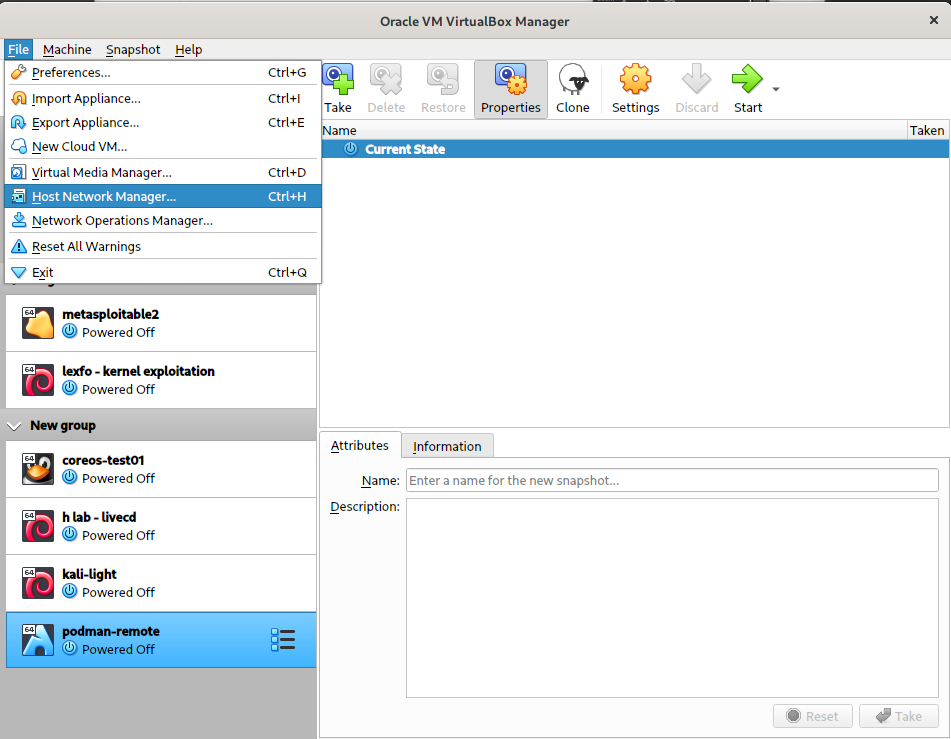 Oracle VM VirtualBox Manager
File Machine Snapshot Help
Preferences... Ctrl+G
Import Appliance... Ctrl+I
Export Appliance... Ctrl+E
New Cloud VM...
Virtual Media Manager... Ctrl+D
Host Network Manager... Ctrl+H
Network Operations Manager...
Reset All Warnings
Exit Ctrl+Q
Take Delete Restore Properties Clone Settings Discard Start
Name Taken
Current State
64
metasploitable2
Powered Off
64
lexfo - kernel exploitation
Powered Off
New group
64
coreos-test01
Powered Off
64
h lab - livecd
Powered Off
64
kali-light
Powered Off
64
podman-remote
Powered Off
Attributes Information
Name: Enter a name for the new snapshot...
Description:
Reset Take